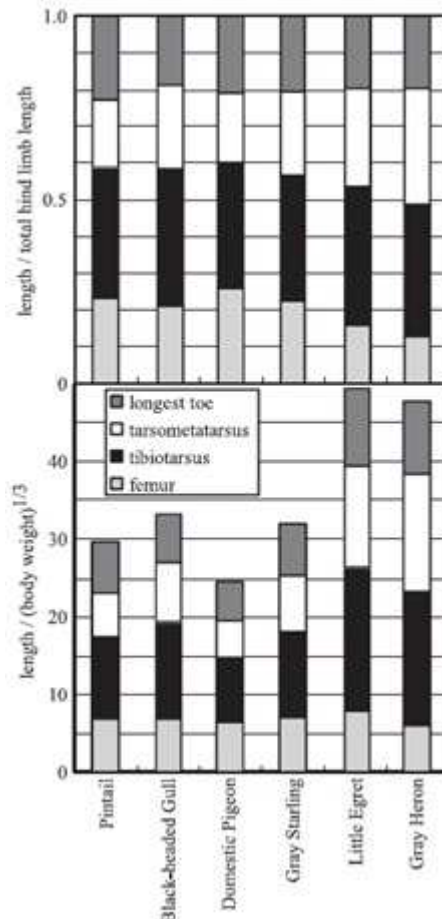 1.0
length / total hind limb length
0.5
0
longest toe
tarsometatarsus
tibiotarsus
femur
40
length / (body weight)^1/3
30
20
10
0
Pintail
Black-beaded Gull
Domestic Pigeon
Gray Starling
Little Egret
Gray Heron